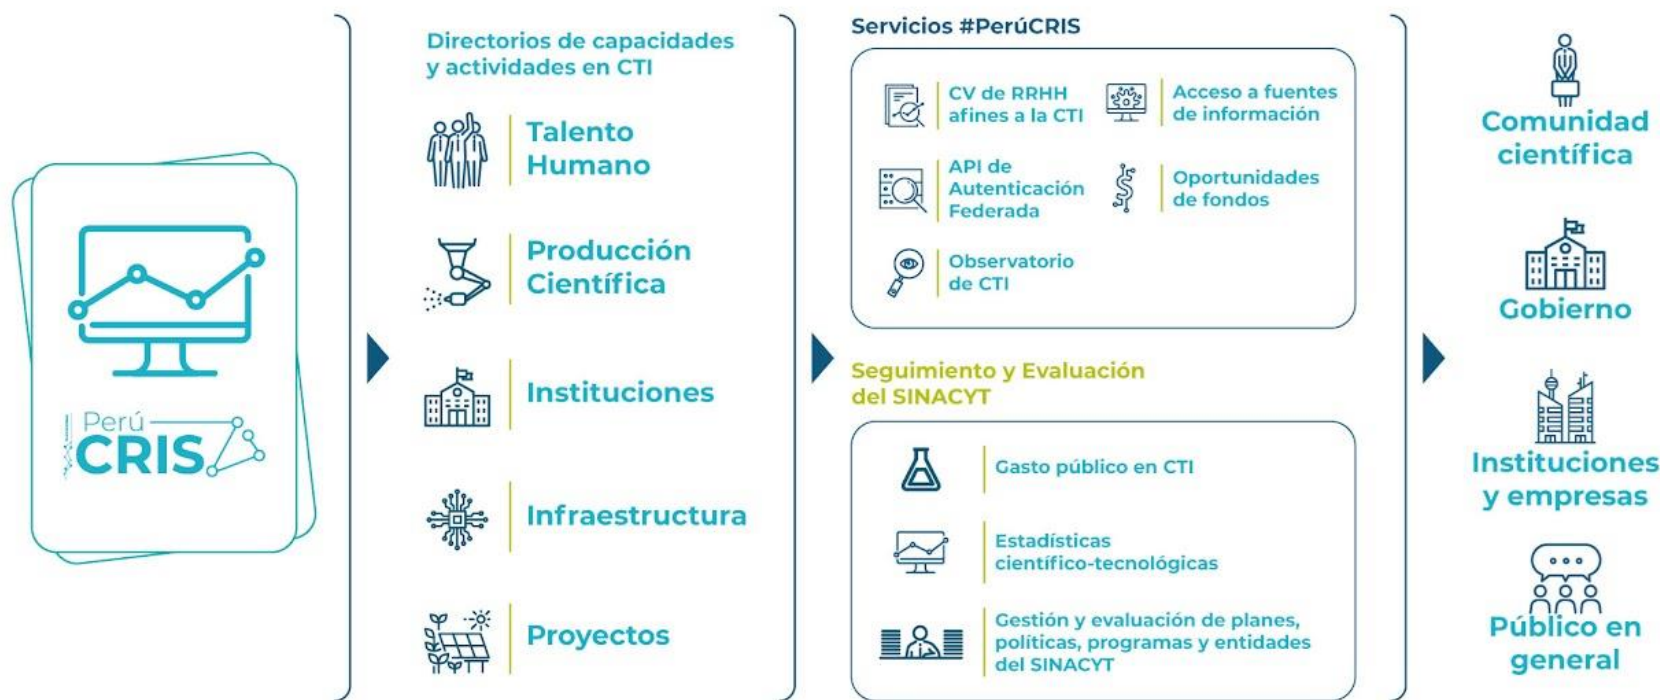 Perú
CRIS
Directorios de capacidades
y actividades en CTI
Talento
Humano
Producción
Científica
Instituciones
Infraestructura
Proyectos
Servicios #PerúCRIS
CV de RRHH
afines a la CTI
Acceso a fuentes
de información
API de
Autenticación
Federada
Oportunidades
de fondos
Observatorio
de CTI
Seguimiento y Evaluación
del SINACYT
Gasto público en CTI
Estadísticas
científico-tecnológicas
Gestión y evaluación de planes,
políticas, programas y entidades
del SINACYT
Comunidad
científica
Gobierno
Instituciones
y empresas
Público en
general